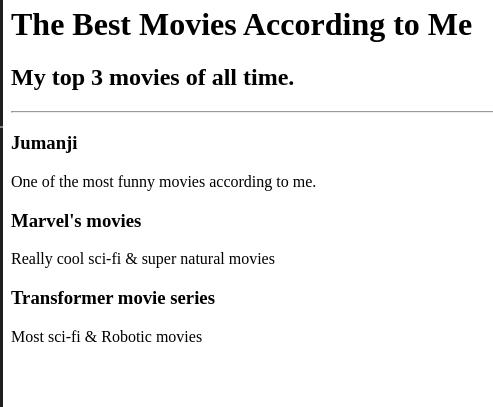 The Best Movies According to Me
My top 3 movies of all time.
Jumanji
One of the most funny movies according to me.
Marvel's movies
Really cool sci-fi & super natural movies
Transformer movie series
Most sci-fi & Robotic movies